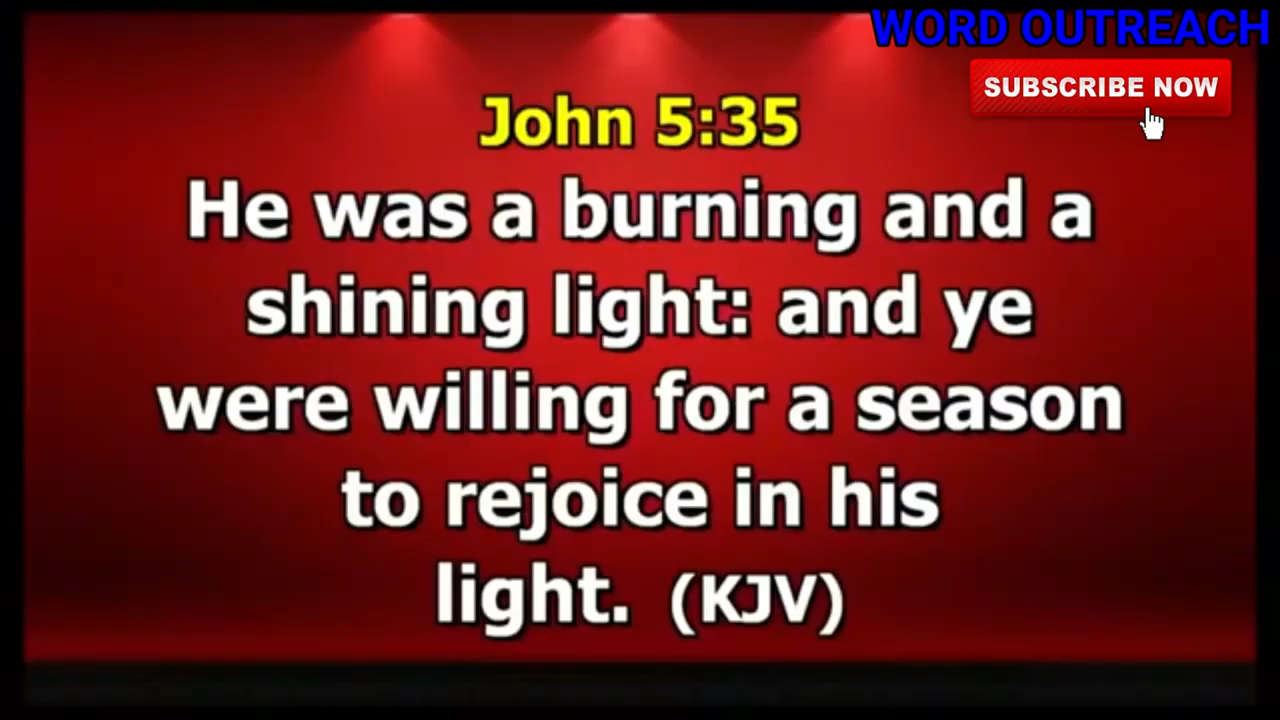 WORD OUTREACH
SUBSCRIBE NOW
John 5:35
He was a burning and a
shining light: and ye
were willing for a season
to rejoice in his
light. (KJV)